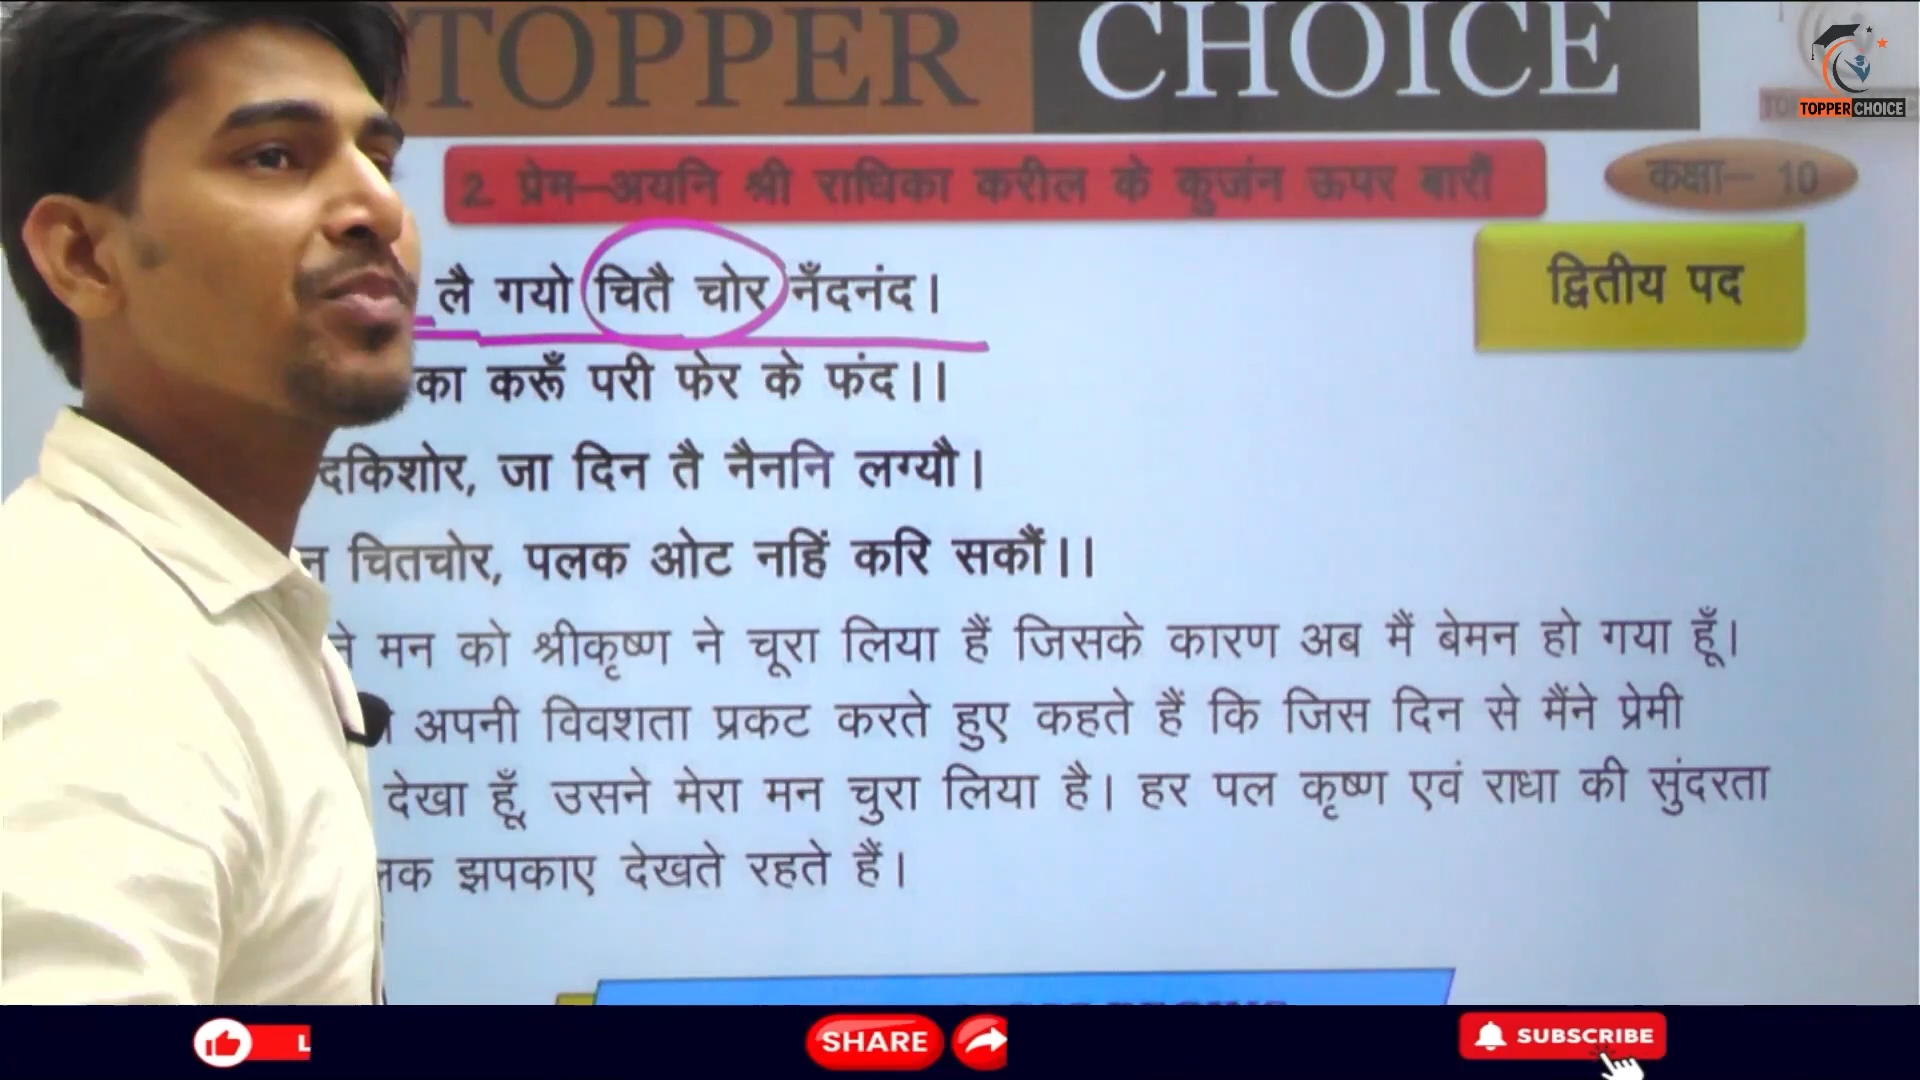 TOPPER CHOICE
TOPPER CHOICE
2. प्रेम–अयनि श्री राधिका करील के कुजंन ऊपर बारौं
कक्षा– 10
द्वितीय पद
लै गयो चितै चोर नँदनंद।
का करूँ परी फेर के फंद।।
दकिशोर, जा दिन तै नैननि लग्यौ।
न चितचोर, पलक ओट नहिं करि सकौं।।
मन को श्रीकृष्ण ने चूरा लिया हैं जिसके कारण अब मैं बेमन हो गया हूँ।
अपनी विवशता प्रकट करते हुए कहते हैं कि जिस दिन से मैंने प्रेमी
देखा हूँ, उसने मेरा मन चुरा लिया है। हर पल कृष्ण एवं राधा की सुंदरता
झपकाए देखते रहते हैं।
L
SHARE
SUBSCRIBE